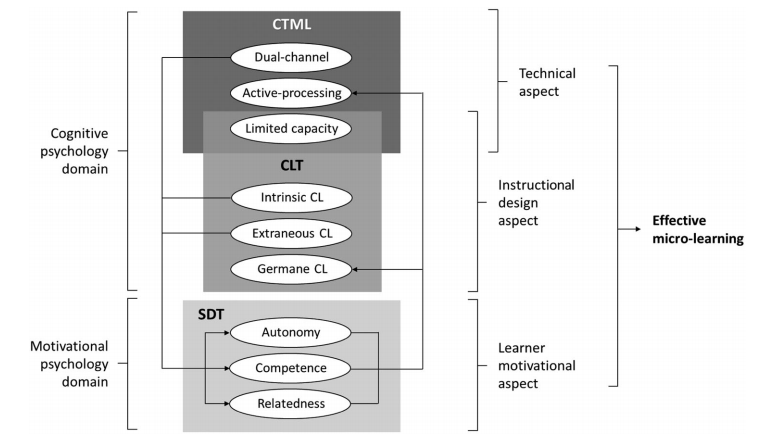 CTML
Dual-channel
Active-processing
Limited capacity
CLT
Intrinsic CL
Extraneous CL
Germane CL
SDT
Autonomy
Competence
Relatedness
Cognitive
psychology
domain
Motivational
psychology
domain
Technical
aspect
Instructional
design
aspect
Learner
motivational
aspect
Effective
micro-learning